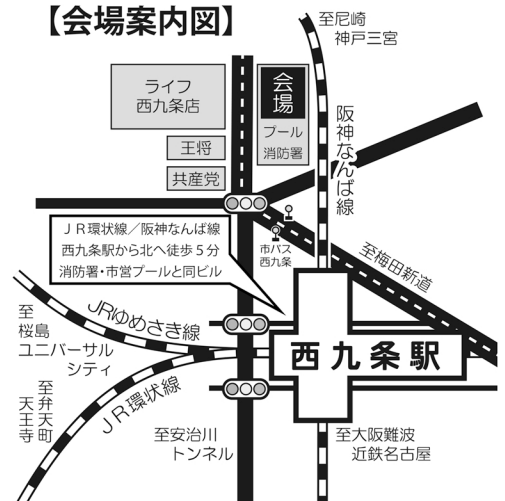 【会場案内図】
至尼崎
神戸三宮
ライフ
西九条店
会場
プール
消防署
王将
共産党
阪神なんば線
ＪＲ環状線／阪神なんば線
西九条駅から北へ徒歩５分
消防署・市営プールと同ビル
市バス
西九条
至梅田新道
JRゆめさき線
至
桜島
ユニバーサル
シティ
西九条駅
至弁天町
天王寺
ＪＲ環状線
至安治川
トンネル
至大阪難波
近鉄名古屋